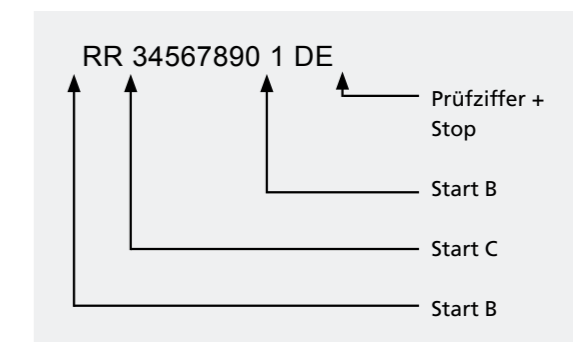 RR 34567890 1 DE
Prüfziffer +
Stop
Start B
Start C
Start B